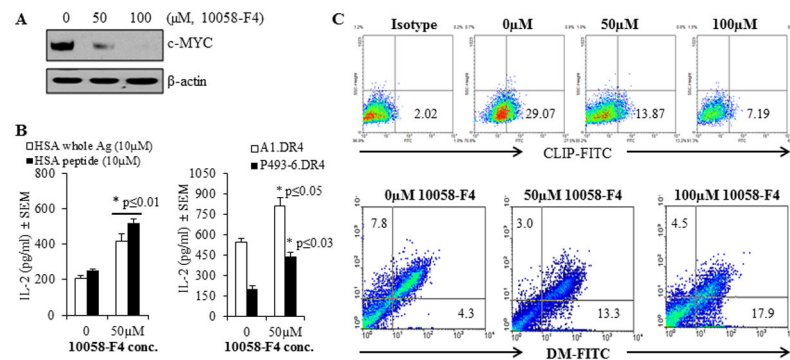 A
0 50 100 (μM, 10058-F4)
c-MYC
β-actin
B
HSA whole Ag (10μM)
HSA peptide (10μM)
IL-2 (pg/ml) ± SEM
800
600
400
200
0
* p≤0.01
0 50μM
10058-F4 conc.
A1.DR4
P493-6.DR4
IL-2 (pg/ml) ± SEM
1050
900
750
600
450
300
150
* p≤0.05
* p≤0.03
0 50μM
10058-F4 conc.
C
Isotype 0μM 50μM 100μM
2.02 29.07 13.87 7.19
CLIP-FITC
0μM 10058-F4 50μM 10058-F4 100μM 10058-F4
7.8 3.0 4.5
4.3 13.3 17.9
DM-FITC